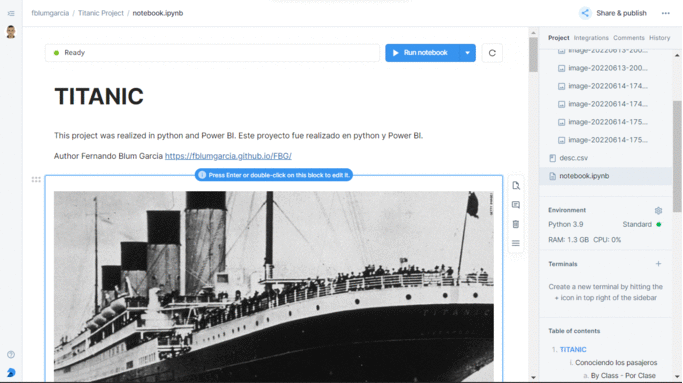 fblumgarcia / Titanic Project / notebook.ipynb
Share & publish
Ready
Run notebook
TITANIC
This project was realized in python and Power BI. Este proyecto fue realizado en python y Power BI.
Author Fernando Blum Garcia https://fblumgarcia.github.io/FBG/
Press Enter or double-click on this block to edit it.
TITANIC
Project Integrations Comments History
image-20220613-200...
image-20220613-200...
image-20220614-174...
image-20220614-174...
image-20220614-175...
image-20220614-175...
desc.csv
notebook.ipynb
Environment
Python 3.9 Standard
RAM: 1.3 GB CPU: 0%
Terminals
Create a new terminal by hitting the
+ icon in top right of the sidebar
Table of contents
1. TITANIC
i. Conociendo los pasajeros
a. By Class - Por Clase